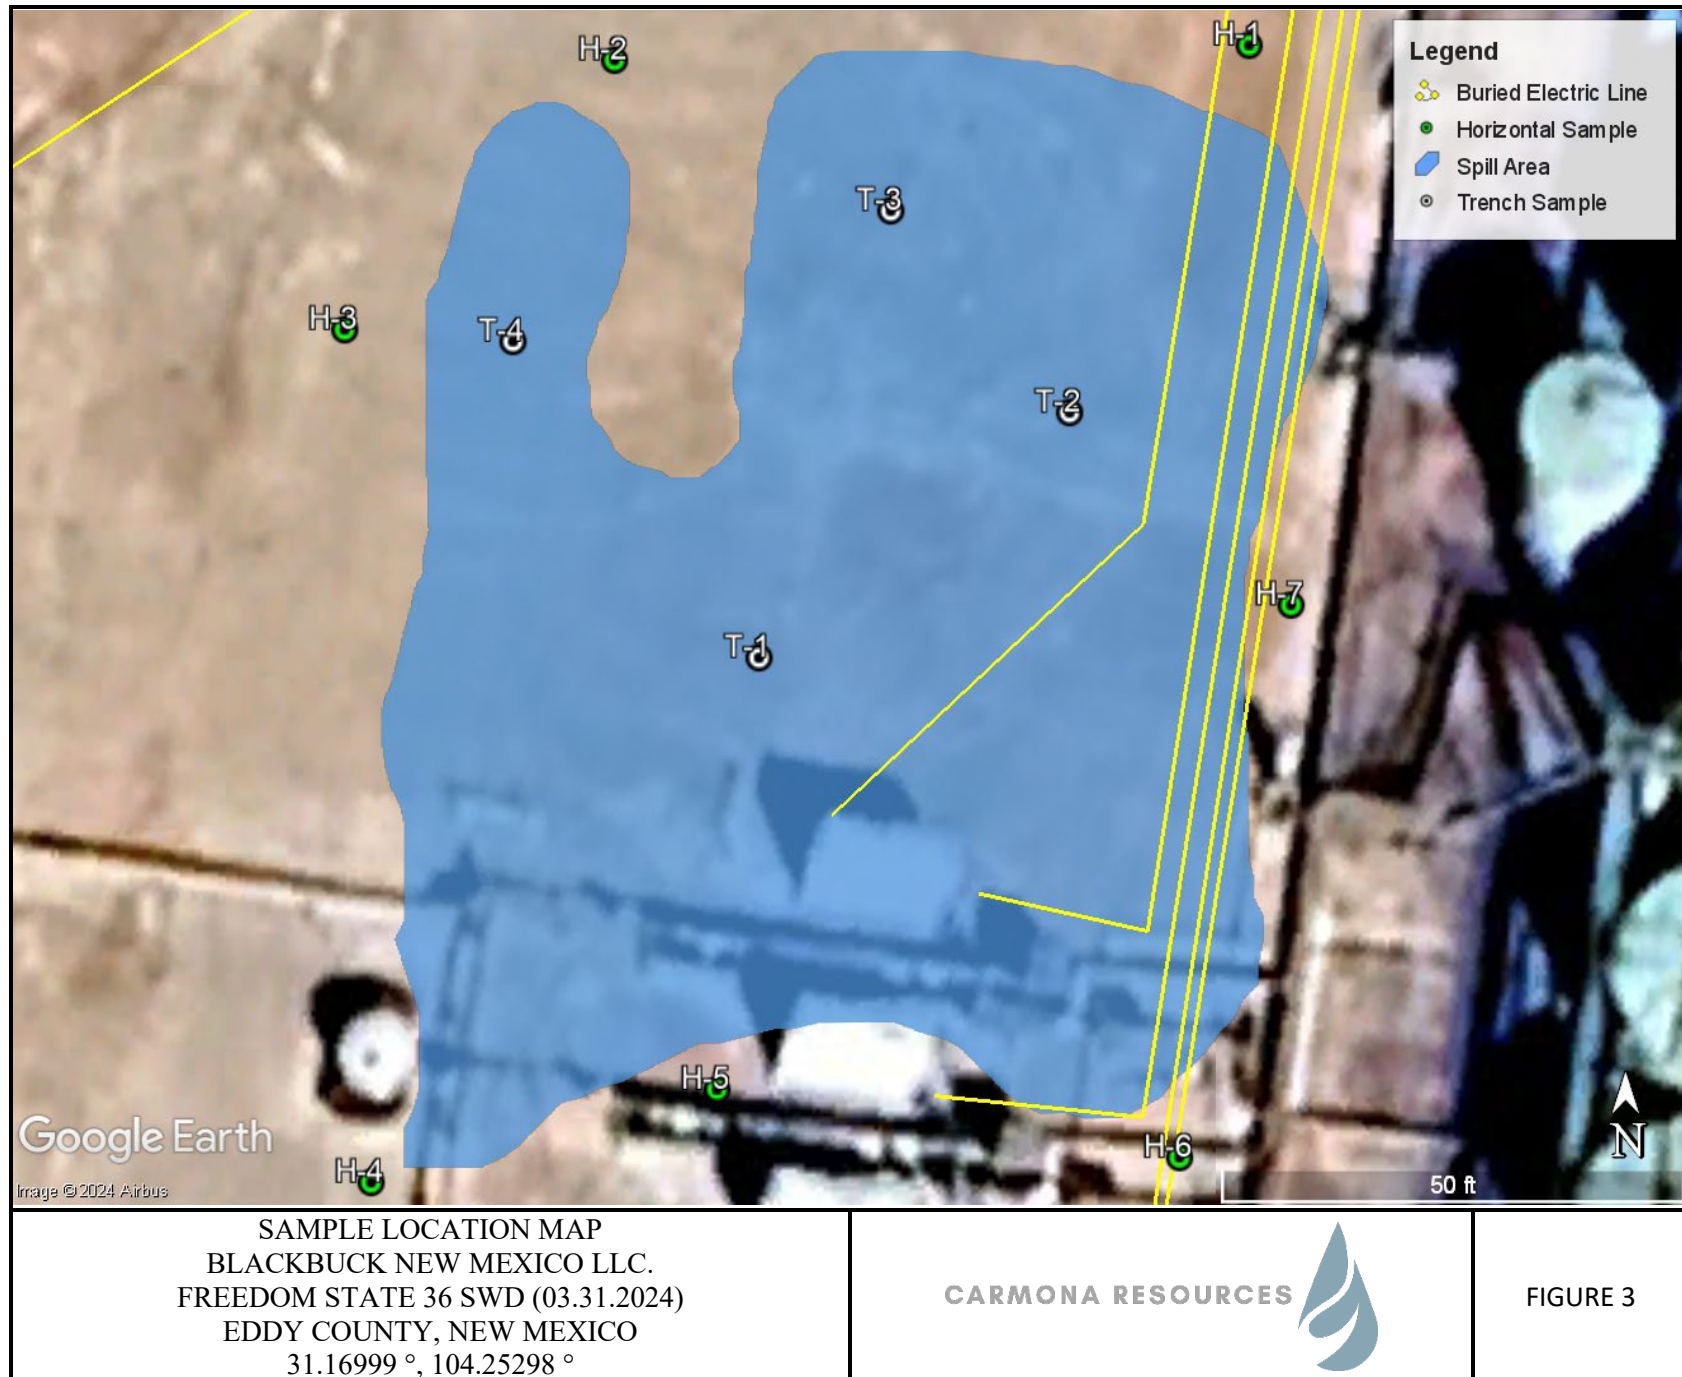 H-2
H-1
Legend
Buried Electric Line
Horizontal Sample
Spill Area
Trench Sample
T-3
H-3
T-4
T-2
H-7
T-1
H-5
Google Earth
H-6
N
H-4
Image © 2024 Airbus
50 ft
SAMPLE LOCATION MAP
BLACKBUCK NEW MEXICO LLC.
FREEDOM STATE 36 SWD (03.31.2024)
EDDY COUNTY, NEW MEXICO
31.16999 °, 104.25298 °
CARMONA RESOURCES
FIGURE 3